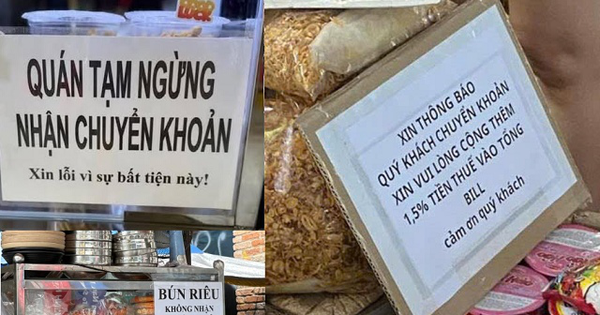 LUCK
QUÁN TẠM NGỪNG
NHẬN CHUYỂN KHOẢN
Xin lỗi vì sự bất tiện này!
XIN THÔNG BÁO
QUÝ KHÁCH CHUYỂN KHOẢN
XIN VUI LÒNG CỘNG THÊM
1,5% TIỀN THUẾ VÀO TỔNG
BILL
cảm ơn quý khách
BÚN RIÊU
KHÔNG NHẬN